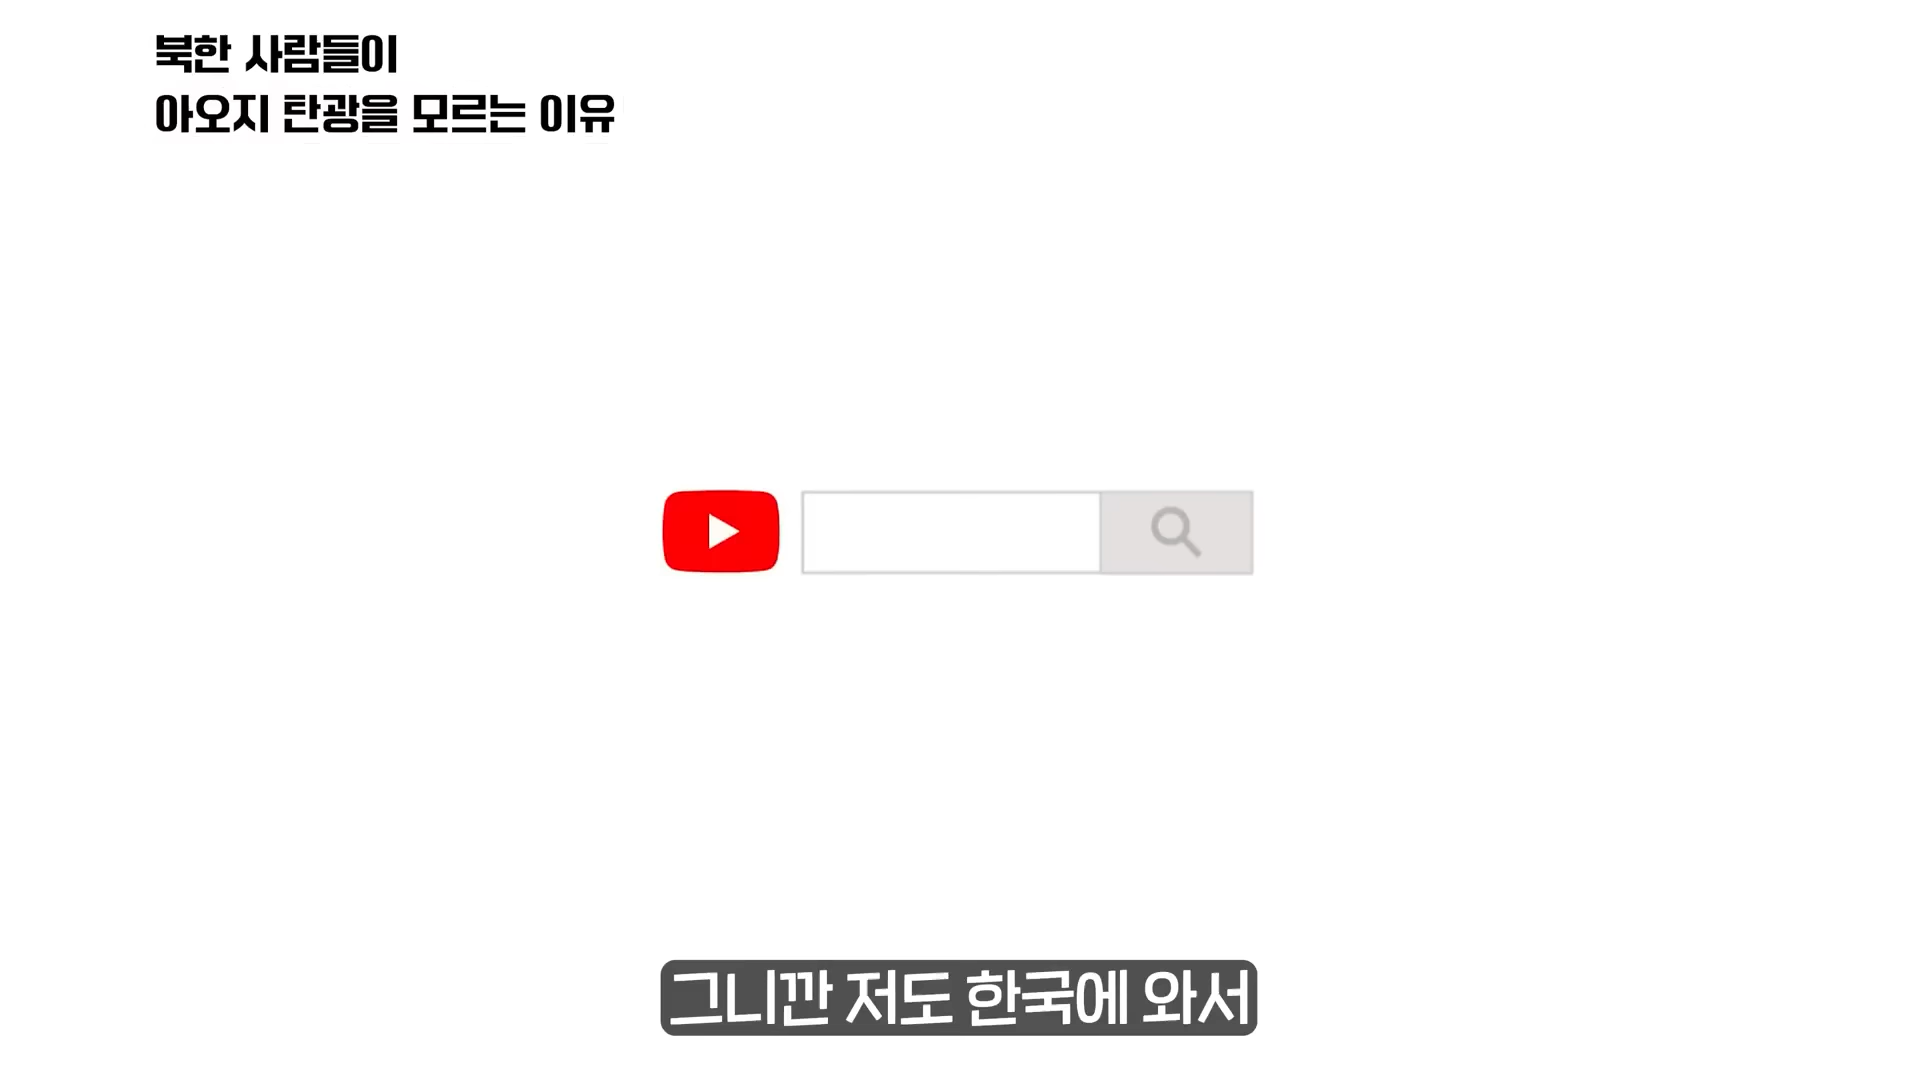 북한 사람들이
아오지 탄광을 모르는 이유
그니깐 저도 한국에 와서